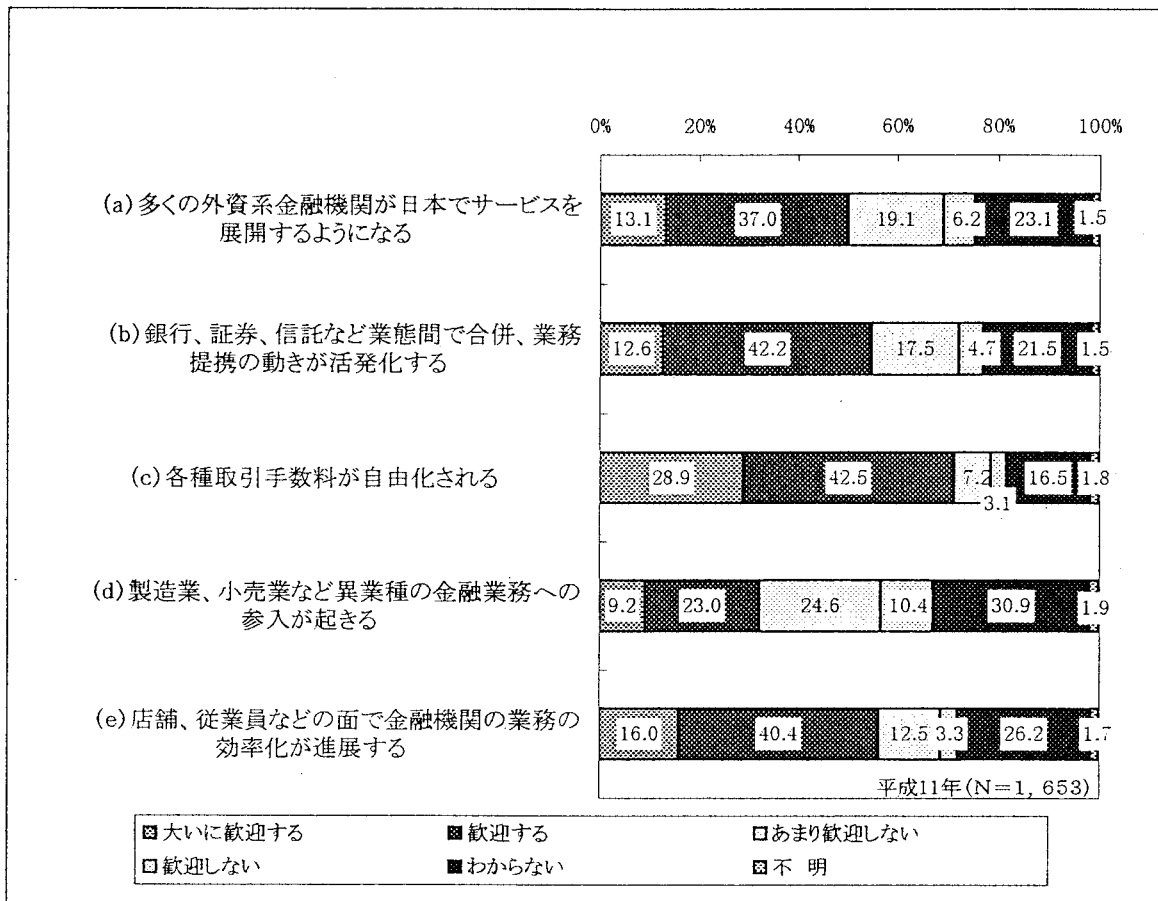 0% 20% 40% 60% 80% 100%
(a)多くの外資系金融機関が日本でサービスを
展開するようになる
13.1 37.0 19.1 6.2 23.1 1.5
(b)銀行、証券、信託など業態間で合併、業務
提携の動きが活発化する
12.6 42.2 17.5 4.7 21.5 1.5
(c)各種取引手数料が自由化される
28.9 42.5 7.2 3.1 16.5 1.8
(d)製造業、小売業など異業種の金融業務への
参入が起きる
9.2 23.0 24.6 10.4 30.9 1.9
(e)店舗、従業員などの面で金融機関の業務の
効率化が進展する
16.0 40.4 12.5 3.3 26.2 1.7
平成11年(N=1,653)
大いに歓迎する 歓迎する あまり歓迎しない
歓迎しない わからない 不 明